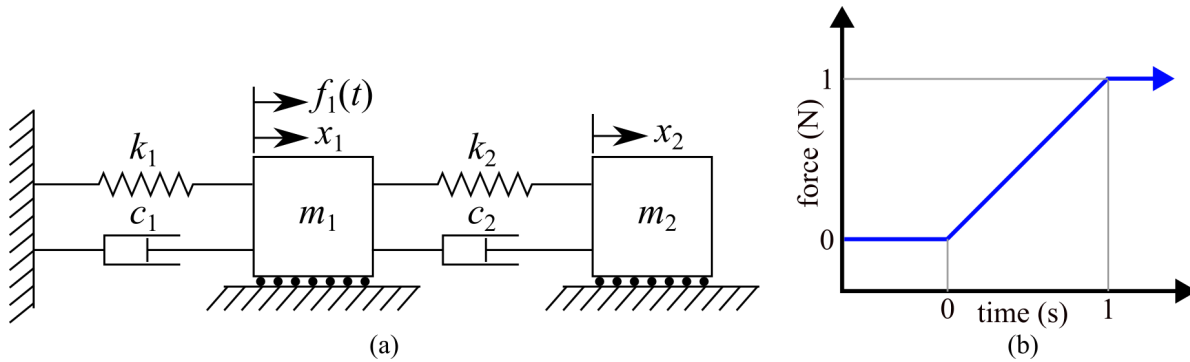 f₁(t)
x₁
x₂
k₁
k₂
c₁
c₂
m₁
m₂
(a)
force (N)
1
0
0
1
time (s)
(b)